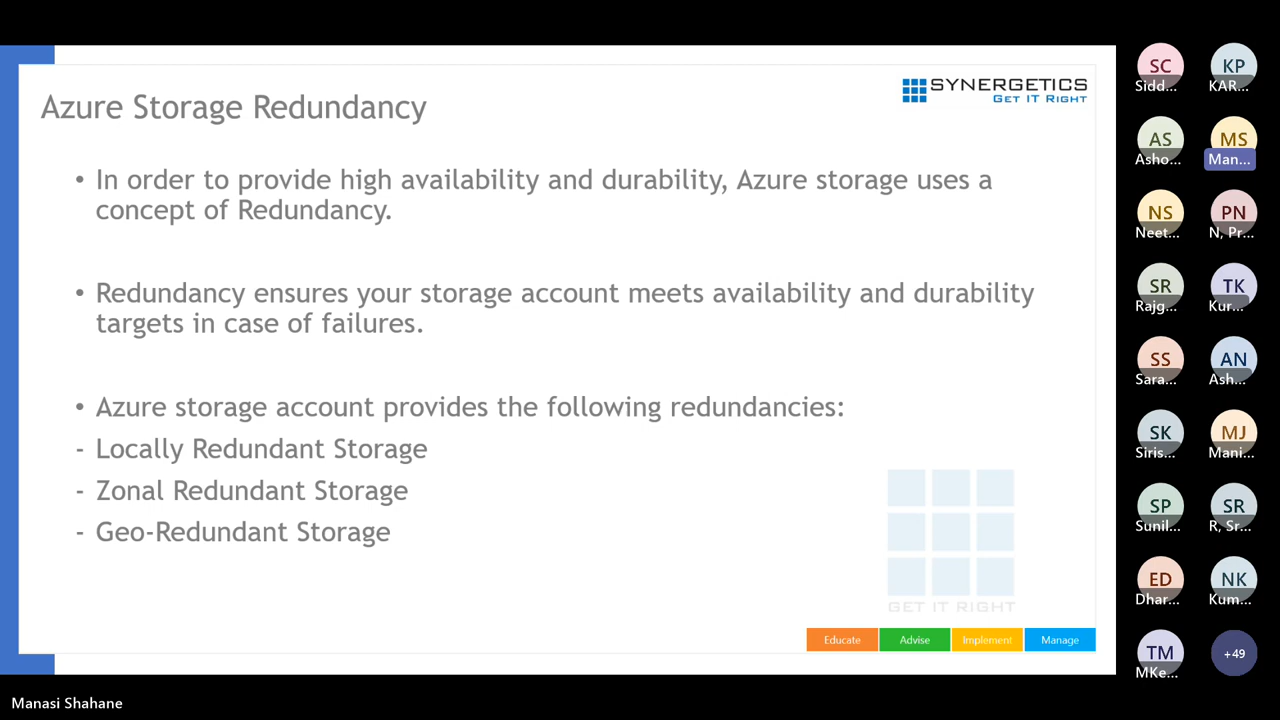 SYNERGETICS
GET IT RIGHT
Azure Storage Redundancy
• In order to provide high availability and durability, Azure storage uses a
concept of Redundancy.
• Redundancy ensures your storage account meets availability and durability
targets in case of failures.
• Azure storage account provides the following redundancies:
- Locally Redundant Storage
- Zonal Redundant Storage
- Geo-Redundant Storage
GET IT RIGHT
Educate
Advise
Implement
Manage
SC
Sidd...
KP
KAR...
AS
Asho...
MS
Man...
NS
Neet...
PN
N, Pr...
SR
Rajg...
TK
Kur...
SS
Sara...
AN
Ash...
SK
Siris...
MJ
Mani...
SP
Sunil...
SR
R, Sr...
ED
Dhar...
NK
Kum...
TM
MKe...
+49
Manasi Shahane